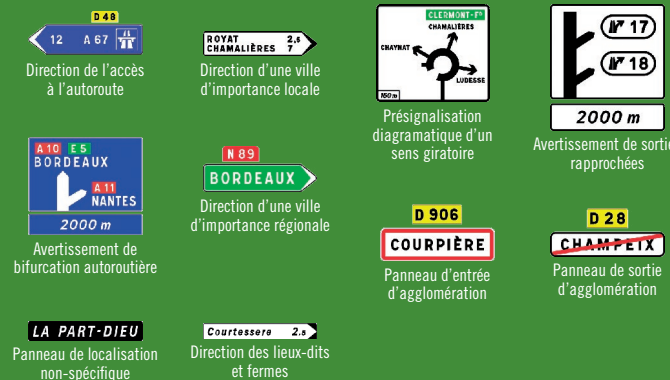 D 48
12 A 67
Direction de l'accès
à l'autoroute
ROYAT 2,5
CHAMALIÈRES 7
Direction d'une ville
d'importance locale
CLERMONT-Fᴰ
CHAMALIÈRES
CHAYNAT
LUDESSE
150m
Présignalisation
diagramatique d'un
sens giratoire
17
18
2000 m
Avertissement de sortie
rapprochées
A 10 E 5
BORDEAUX
A 11
NANTES
2000 m
Avertissement de
bifurcation autoroutière
N 89
BORDEAUX
Direction d'une ville
d'importance régionale
D 906
COURPIÈRE
Panneau d'entrée
d'agglomération
D 28
CHAMPEIX
Panneau de sortie
d'agglomération
LA PART-DIEU
Panneau de localisation
non-spécifique
Courtessere 2.5
Direction des lieux-dits
et fermes